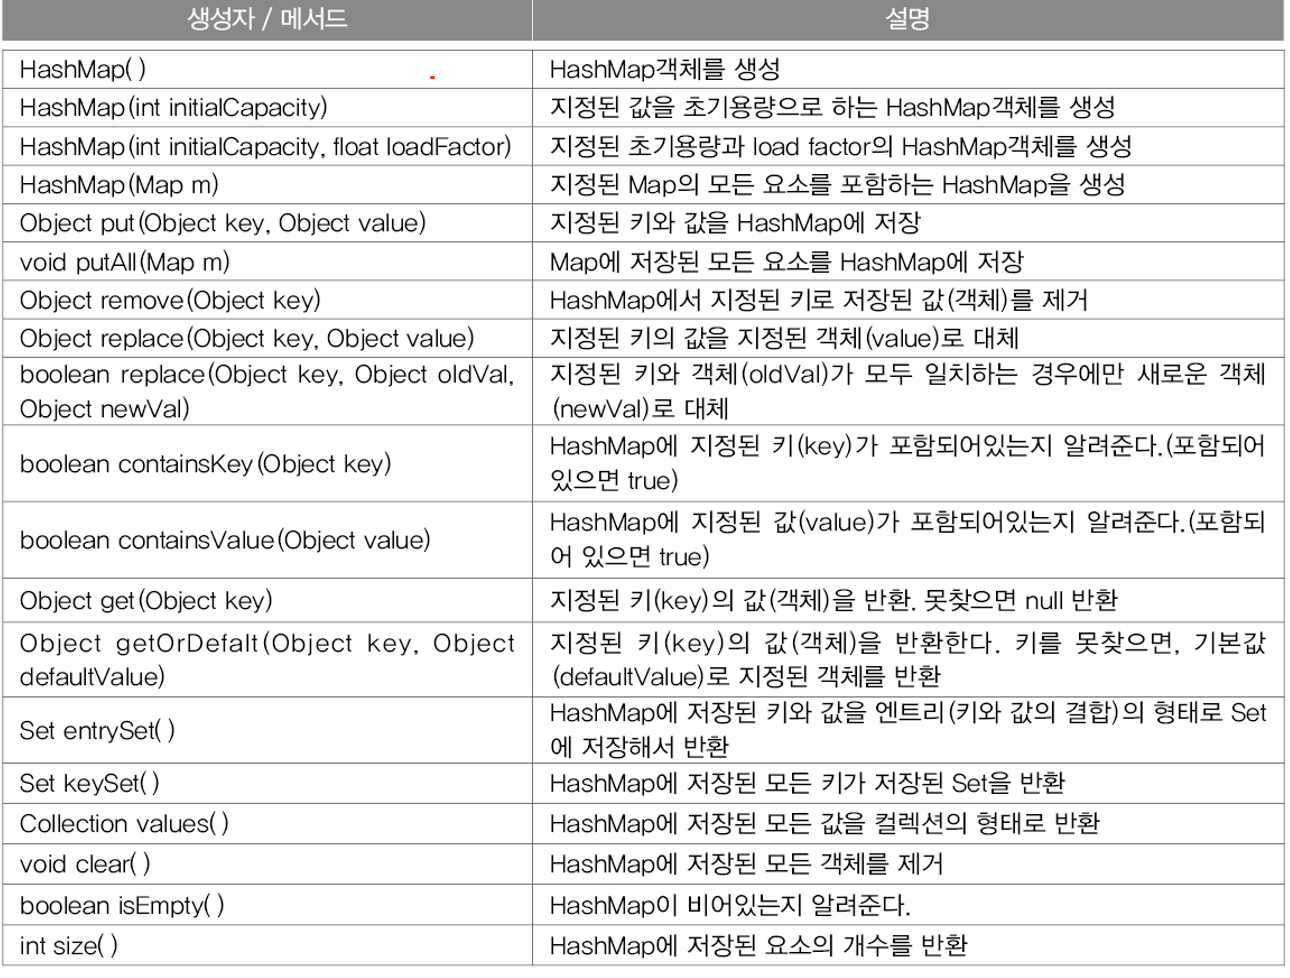 생성자 / 메서드 설명
HashMap( ) HashMap객체를 생성
HashMap(int initialCapacity) 지정된 값을 초기용량으로 하는 HashMap객체를 생성
HashMap(int initialCapacity, float loadFactor) 지정된 초기용량과 load factor의 HashMap객체를 생성
HashMap(Map m) 지정된 Map의 모든 요소를 포함하는 HashMap을 생성
Object put(Object key, Object value) 지정된 키와 값을 HashMap에 저장
void putAll(Map m) Map에 저장된 모든 요소를 HashMap에 저장
Object remove(Object key) HashMap에서 지정된 키로 저장된 값(객체)를 제거
Object replace(Object key, Object value) 지정된 키의 값을 지정된 객체(value)로 대체
boolean replace(Object key, Object oldVal,
Object newVal)
지정된 키와 객체(oldVal)가 모두 일치하는 경우에만 새로운 객체
(newVal)로 대체
boolean containsKey(Object key)
HashMap에 지정된 키(key)가 포함되어있는지 알려준다.(포함되어
있으면 true)
boolean containsValue(Object value)
HashMap에 지정된 값(value)가 포함되어있는지 알려준다.(포함되
어 있으면 true)
Object get(Object key) 지정된 키(key)의 값(객체)을 반환. 못찾으면 null 반환
Object getOrDefalt(Object key, Object
defaultValue)
지정된 키(key)의 값(객체)을 반환한다. 키를 못찾으면, 기본값
(defaultValue)로 지정된 객체를 반환
Set entrySet( )
HashMap에 저장된 키와 값을 엔트리(키와 값의 결합)의 형태로 Set
에 저장해서 반환
Set keySet( ) HashMap에 저장된 모든 키가 저장된 Set을 반환
Collection values( ) HashMap에 저장된 모든 값을 컬렉션의 형태로 반환
void clear( ) HashMap에 저장된 모든 객체를 제거
boolean isEmpty( ) HashMap이 비어있는지 알려준다.
int size( ) HashMap에 저장된 요소의 개수를 반환